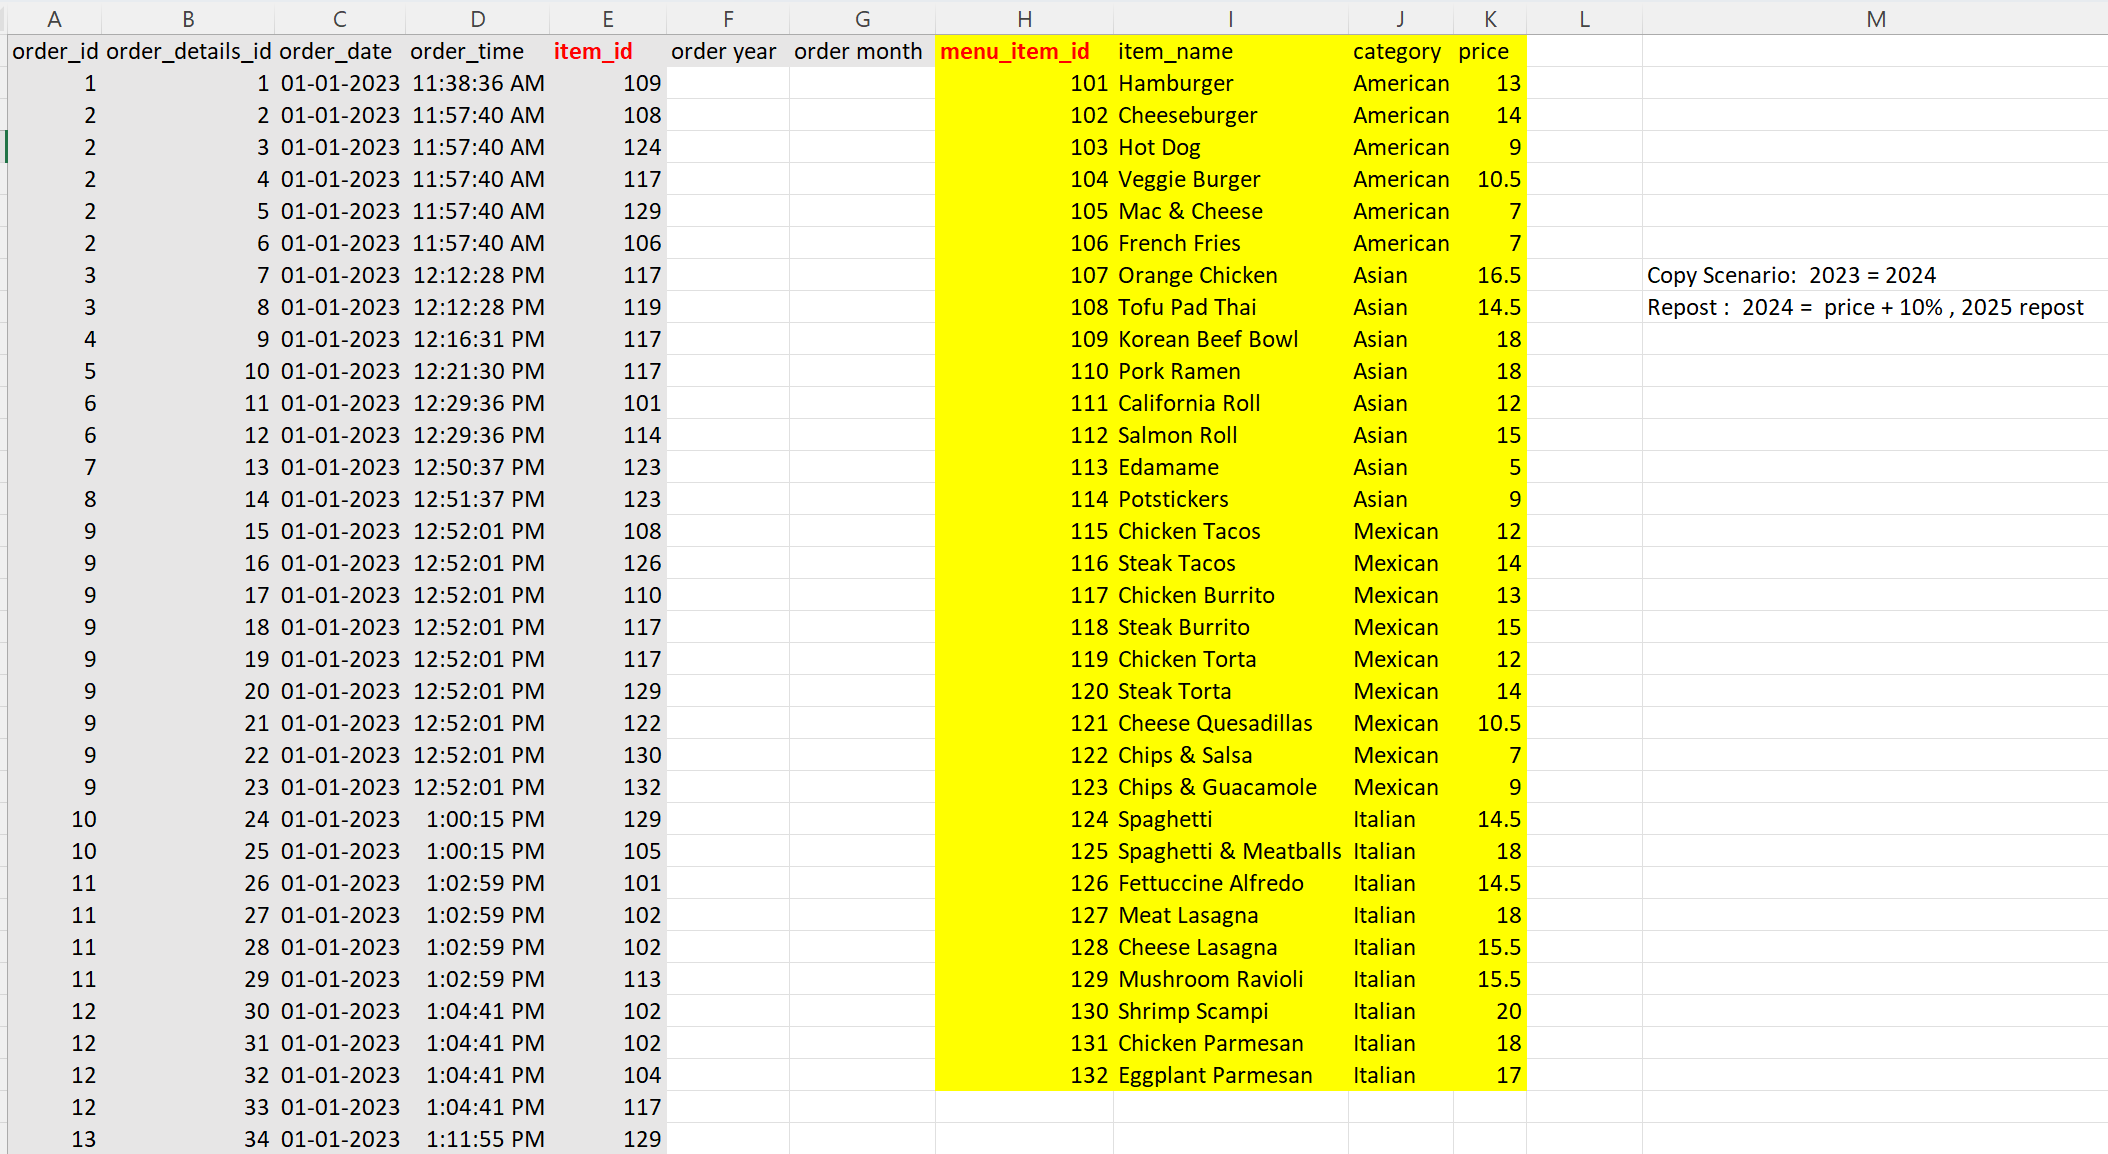 A B C D E F G H I J K L M
order_id order_details_id order_date order_time item_id order year order month menu_item_id item_name category price
1 1 01-01-2023 11:38:36 AM 109 101 Hamburger American 13
2 2 01-01-2023 11:57:40 AM 108 102 Cheeseburger American 14
2 3 01-01-2023 11:57:40 AM 124 103 Hot Dog American 9
2 4 01-01-2023 11:57:40 AM 117 104 Veggie Burger American 10.5
2 5 01-01-2023 11:57:40 AM 129 105 Mac & Cheese American 7
2 6 01-01-2023 11:57:40 AM 106 106 French Fries American 7
3 7 01-01-2023 12:12:28 PM 117 107 Orange Chicken Asian 16.5 Copy Scenario:  2023 = 2024
3 8 01-01-2023 12:12:28 PM 119 108 Tofu Pad Thai Asian 14.5 Repost :  2024 =  price + 10% , 2025 repost
4 9 01-01-2023 12:16:31 PM 117 109 Korean Beef Bowl Asian 18
5 10 01-01-2023 12:21:30 PM 117 110 Pork Ramen Asian 18
6 11 01-01-2023 12:29:36 PM 101 111 California Roll Asian 12
6 12 01-01-2023 12:29:36 PM 114 112 Salmon Roll Asian 15
7 13 01-01-2023 12:50:37 PM 123 113 Edamame Asian 5
8 14 01-01-2023 12:51:37 PM 123 114 Potstickers Asian 9
9 15 01-01-2023 12:52:01 PM 108 115 Chicken Tacos Mexican 12
9 16 01-01-2023 12:52:01 PM 126 116 Steak Tacos Mexican 14
9 17 01-01-2023 12:52:01 PM 110 117 Chicken Burrito Mexican 13
9 18 01-01-2023 12:52:01 PM 117 118 Steak Burrito Mexican 15
9 19 01-01-2023 12:52:01 PM 117 119 Chicken Torta Mexican 12
9 20 01-01-2023 12:52:01 PM 129 120 Steak Torta Mexican 14
9 21 01-01-2023 12:52:01 PM 122 121 Cheese Quesadillas Mexican 10.5
9 22 01-01-2023 12:52:01 PM 130 122 Chips & Salsa Mexican 7
9 23 01-01-2023 12:52:01 PM 132 123 Chips & Guacamole Mexican 9
10 24 01-01-2023 1:00:15 PM 129 124 Spaghetti Italian 14.5
10 25 01-01-2023 1:00:15 PM 105 125 Spaghetti & Meatballs Italian 18
11 26 01-01-2023 1:02:59 PM 101 126 Fettuccine Alfredo Italian 14.5
11 27 01-01-2023 1:02:59 PM 102 127 Meat Lasagna Italian 18
11 28 01-01-2023 1:02:59 PM 102 128 Cheese Lasagna Italian 15.5
11 29 01-01-2023 1:02:59 PM 113 129 Mushroom Ravioli Italian 15.5
12 30 01-01-2023 1:04:41 PM 102 130 Shrimp Scampi Italian 20
12 31 01-01-2023 1:04:41 PM 102 131 Chicken Parmesan Italian 18
12 32 01-01-2023 1:04:41 PM 104 132 Eggplant Parmesan Italian 17
12 33 01-01-2023 1:04:41 PM 117
13 34 01-01-2023 1:11:55 PM 129